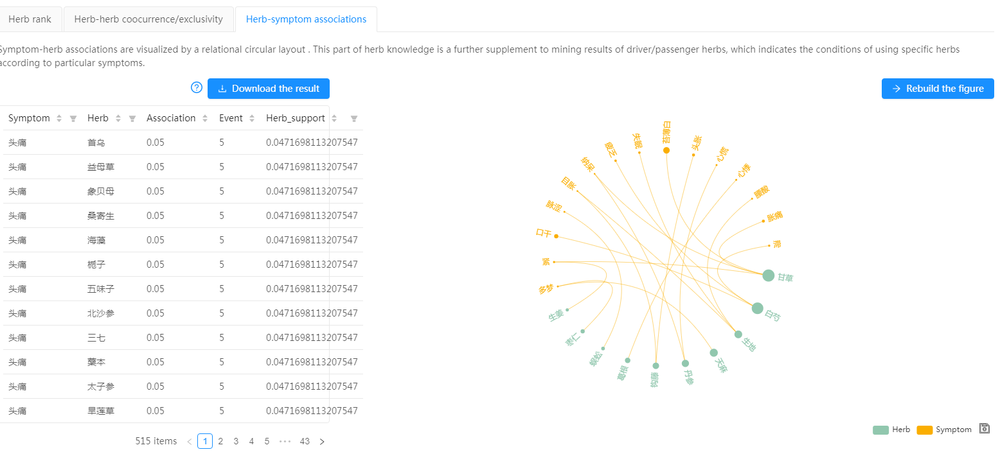 Herb rank
Herb-herb coocurrence/exclusivity
Herb-symptom associations
Symptom-herb associations are visualized by a relational circular layout . This part of herb knowledge is a further supplement to mining results of driver/passenger herbs, which indicates the conditions of using specific herbs
according to particular symptoms.
Download the result
Rebuild the figure
Symptom Herb Association Event Herb_support
头痛 首乌 0.05 5 0.0471698113207547
头痛 益母草 0.05 5 0.0471698113207547
头痛 象贝母 0.05 5 0.0471698113207547
头痛 桑寄生 0.05 5 0.0471698113207547
头痛 海藻 0.05 5 0.0471698113207547
头痛 栀子 0.05 5 0.0471698113207547
头痛 五味子 0.05 5 0.0471698113207547
头痛 北沙参 0.05 5 0.0471698113207547
头痛 三七 0.05 5 0.0471698113207547
头痛 藁本 0.05 5 0.0471698113207547
头痛 太子参 0.05 5 0.0471698113207547
头痛 旱莲草 0.05 5 0.0471698113207547
515 items < 1 2 3 4 5 ••• 43 >
多梦
紧
口干
脉涩
目胀
纳呆
疲乏
失眠
苔薄白
头胀
心慌
心悸
腰酸
胀痛
甘草
白芍
生地
天麻
丹参
钩藤
葛根
蜈蚣
枣仁
生姜
Herb
Symptom